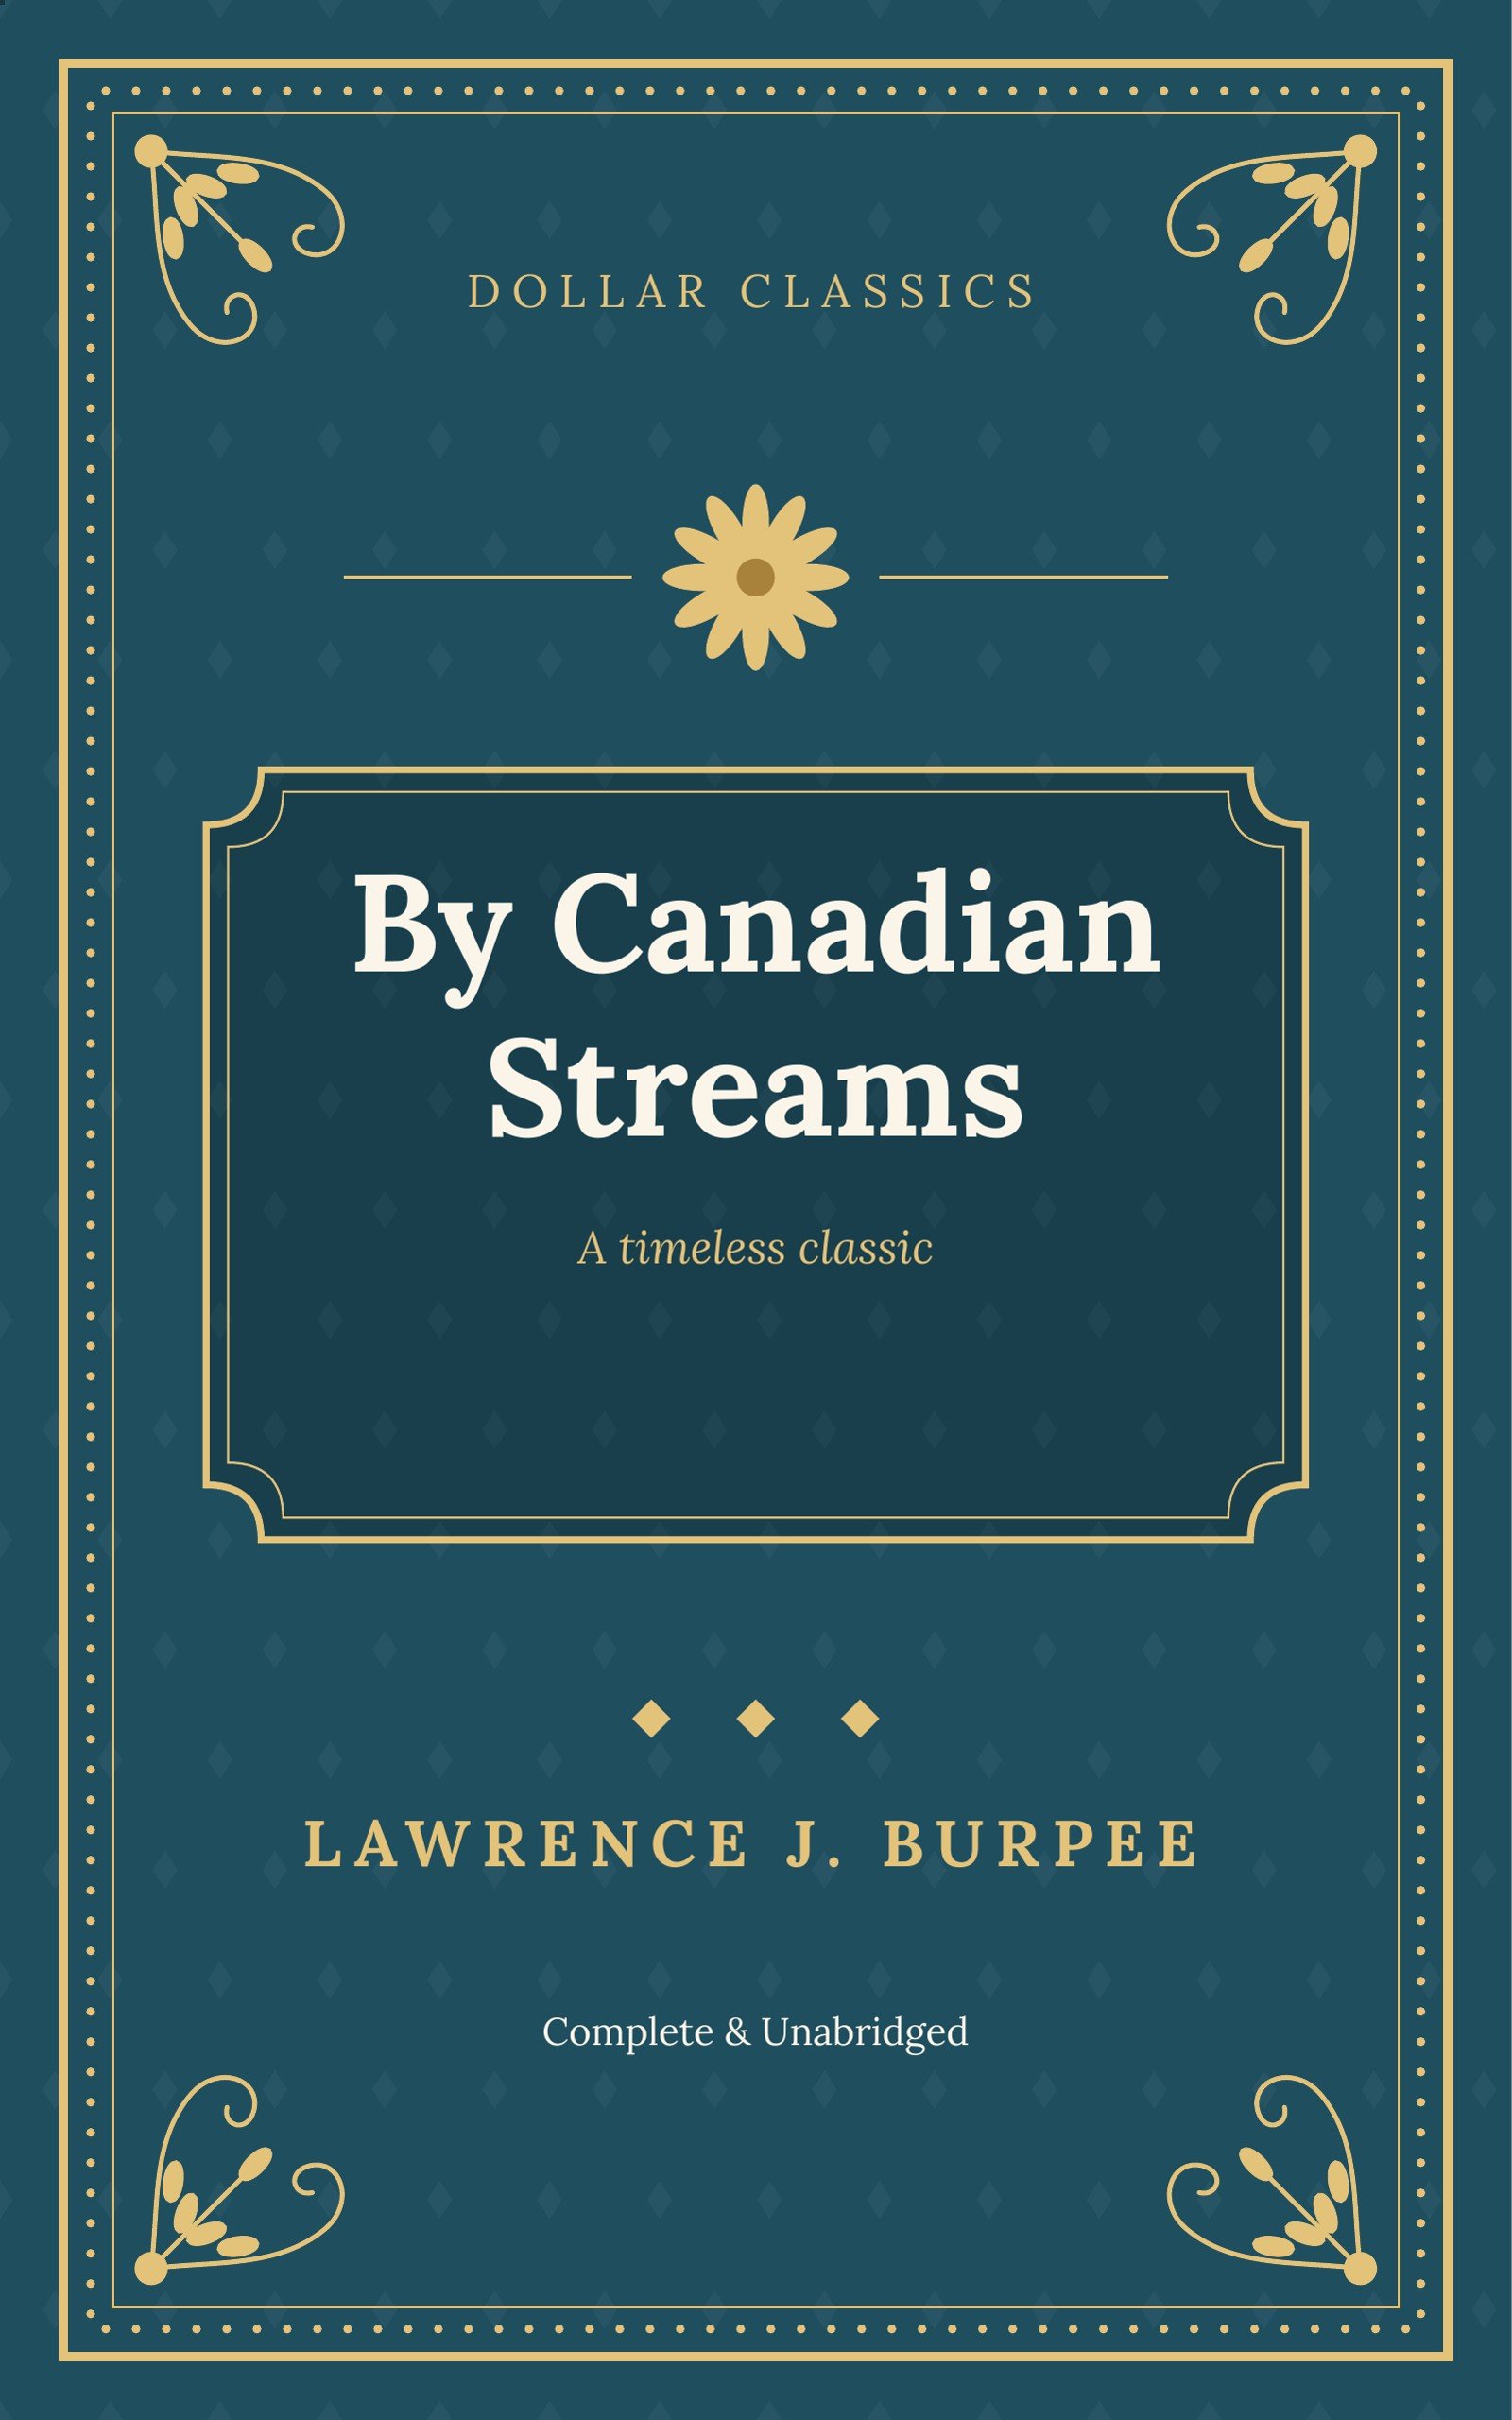 DOLLAR CLASSICS
By Canadian
Streams
A timeless classic
LAWRENCE J. BURPEE
Complete & Unabridged